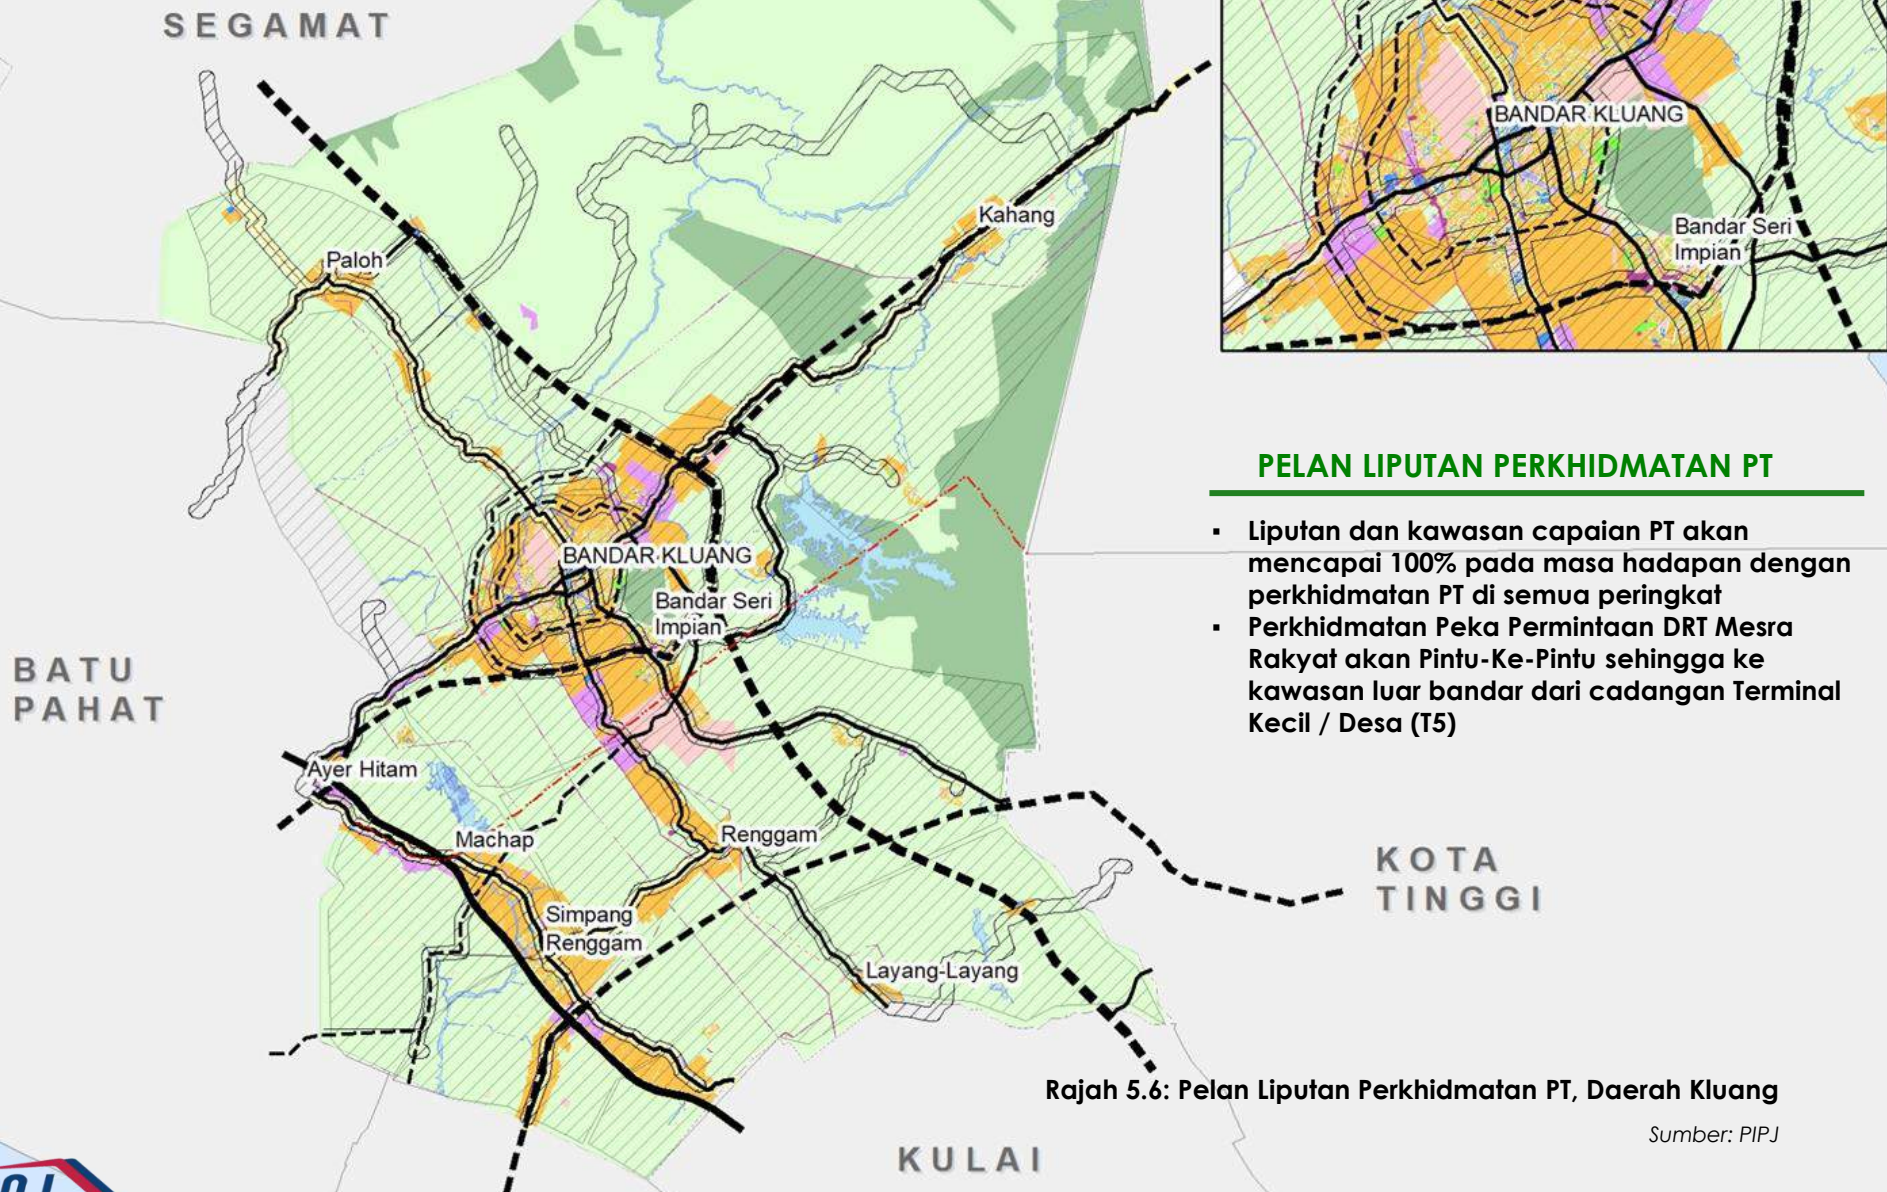 SEGAMAT
BANDAR KLUANG
Bandar Seri
Impian
Kahang
Paloh
PELAN LIPUTAN PERKHIDMATAN PT
▪ Liputan dan kawasan capaian PT akan
mencapai 100% pada masa hadapan dengan
perkhidmatan PT di semua peringkat
▪ Perkhidmatan Peka Permintaan DRT Mesra
Rakyat akan Pintu-Ke-Pintu sehingga ke
kawasan luar bandar dari cadangan Terminal
Kecil / Desa (T5)
BANDAR KLUANG
Bandar Seri
Impian
BATU
PAHAT
Ayer Hitam
Machap
Renggam
KOTA
TINGGI
Simpang
Renggam
Layang-Layang
Rajah 5.6: Pelan Liputan Perkhidmatan PT, Daerah Kluang
Sumber: PIPJ
KULAI